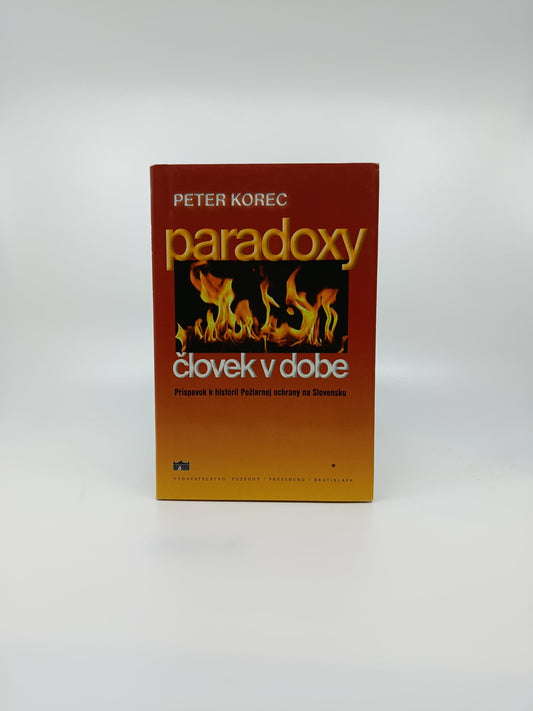 PETER KOREC
paradoxy
človek v dobe
Príspevok k histórii Požiarnej ochrany na Slovensku
VYDAVATEĽSTVO POZSONY / PRESSBURG / BRATISLAVA